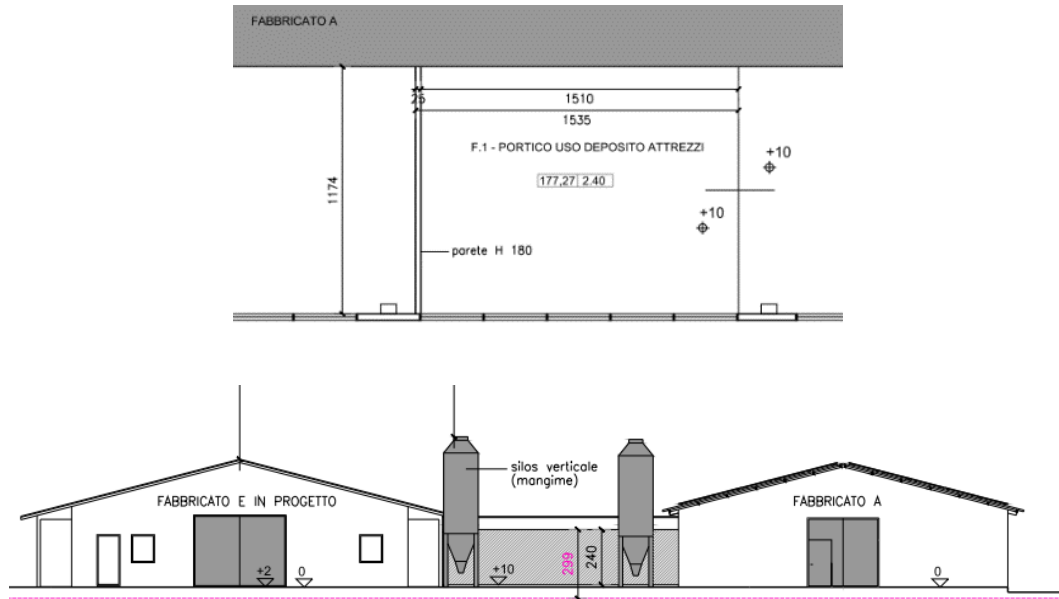 FABBRICATO A
25
1510
1535
F.1 - PORTICO USO DEPOSITO ATTREZZI
+10
177,27 2.40
1174
+10
parete H 180
silos verticale
(mangime)
FABBRICATO E IN PROGETTO
FABBRICATO A
299
240
+2
0
+10
0